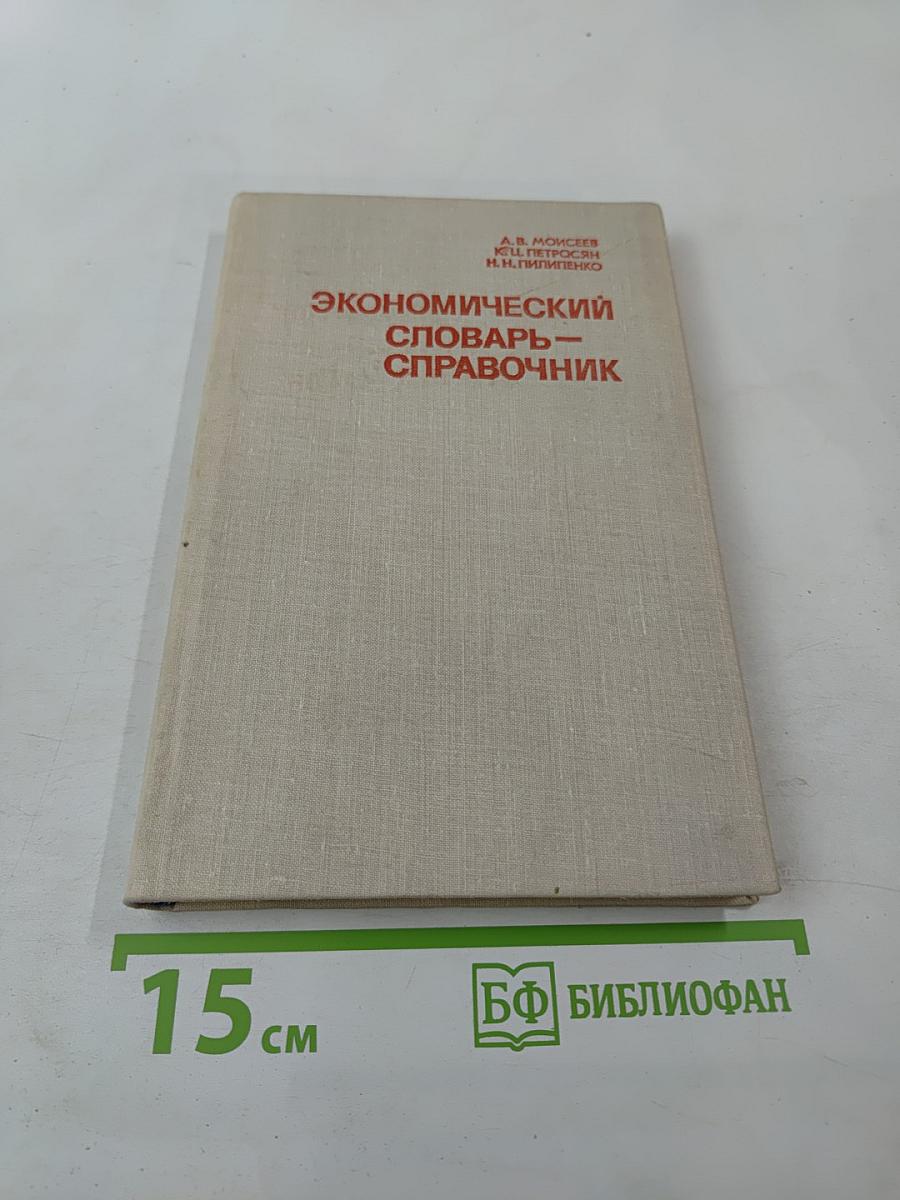 А. В. МОИСЕЕВ
К. Ц. ПЕТРОСЯН
Н. Н. ПИЛИПЕНКО
ЭКОНОМИЧЕСКИЙ
СЛОВАРЬ—
СПРАВОЧНИК
15 см
БФ БИБЛИОФАН